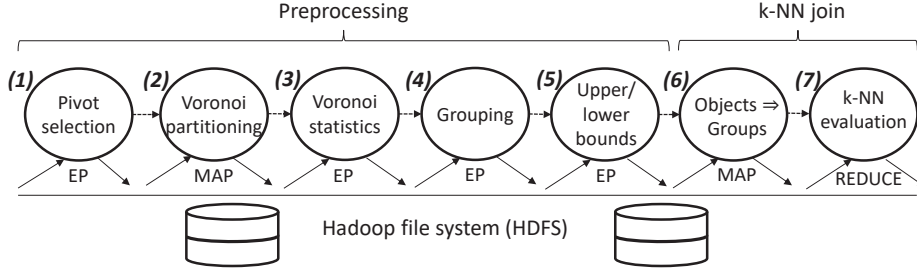 Preprocessing
k-NN join
(1)
Pivot
selection
EP
(2)
Voronoi
partitioning
MAP
(3)
Voronoi
statistics
EP
(4)
Grouping
EP
(5)
Upper/
lower
bounds
EP
(6)
Objects ⇒
Groups
MAP
(7)
k-NN
evaluation
REDUCE
Hadoop file system (HDFS)